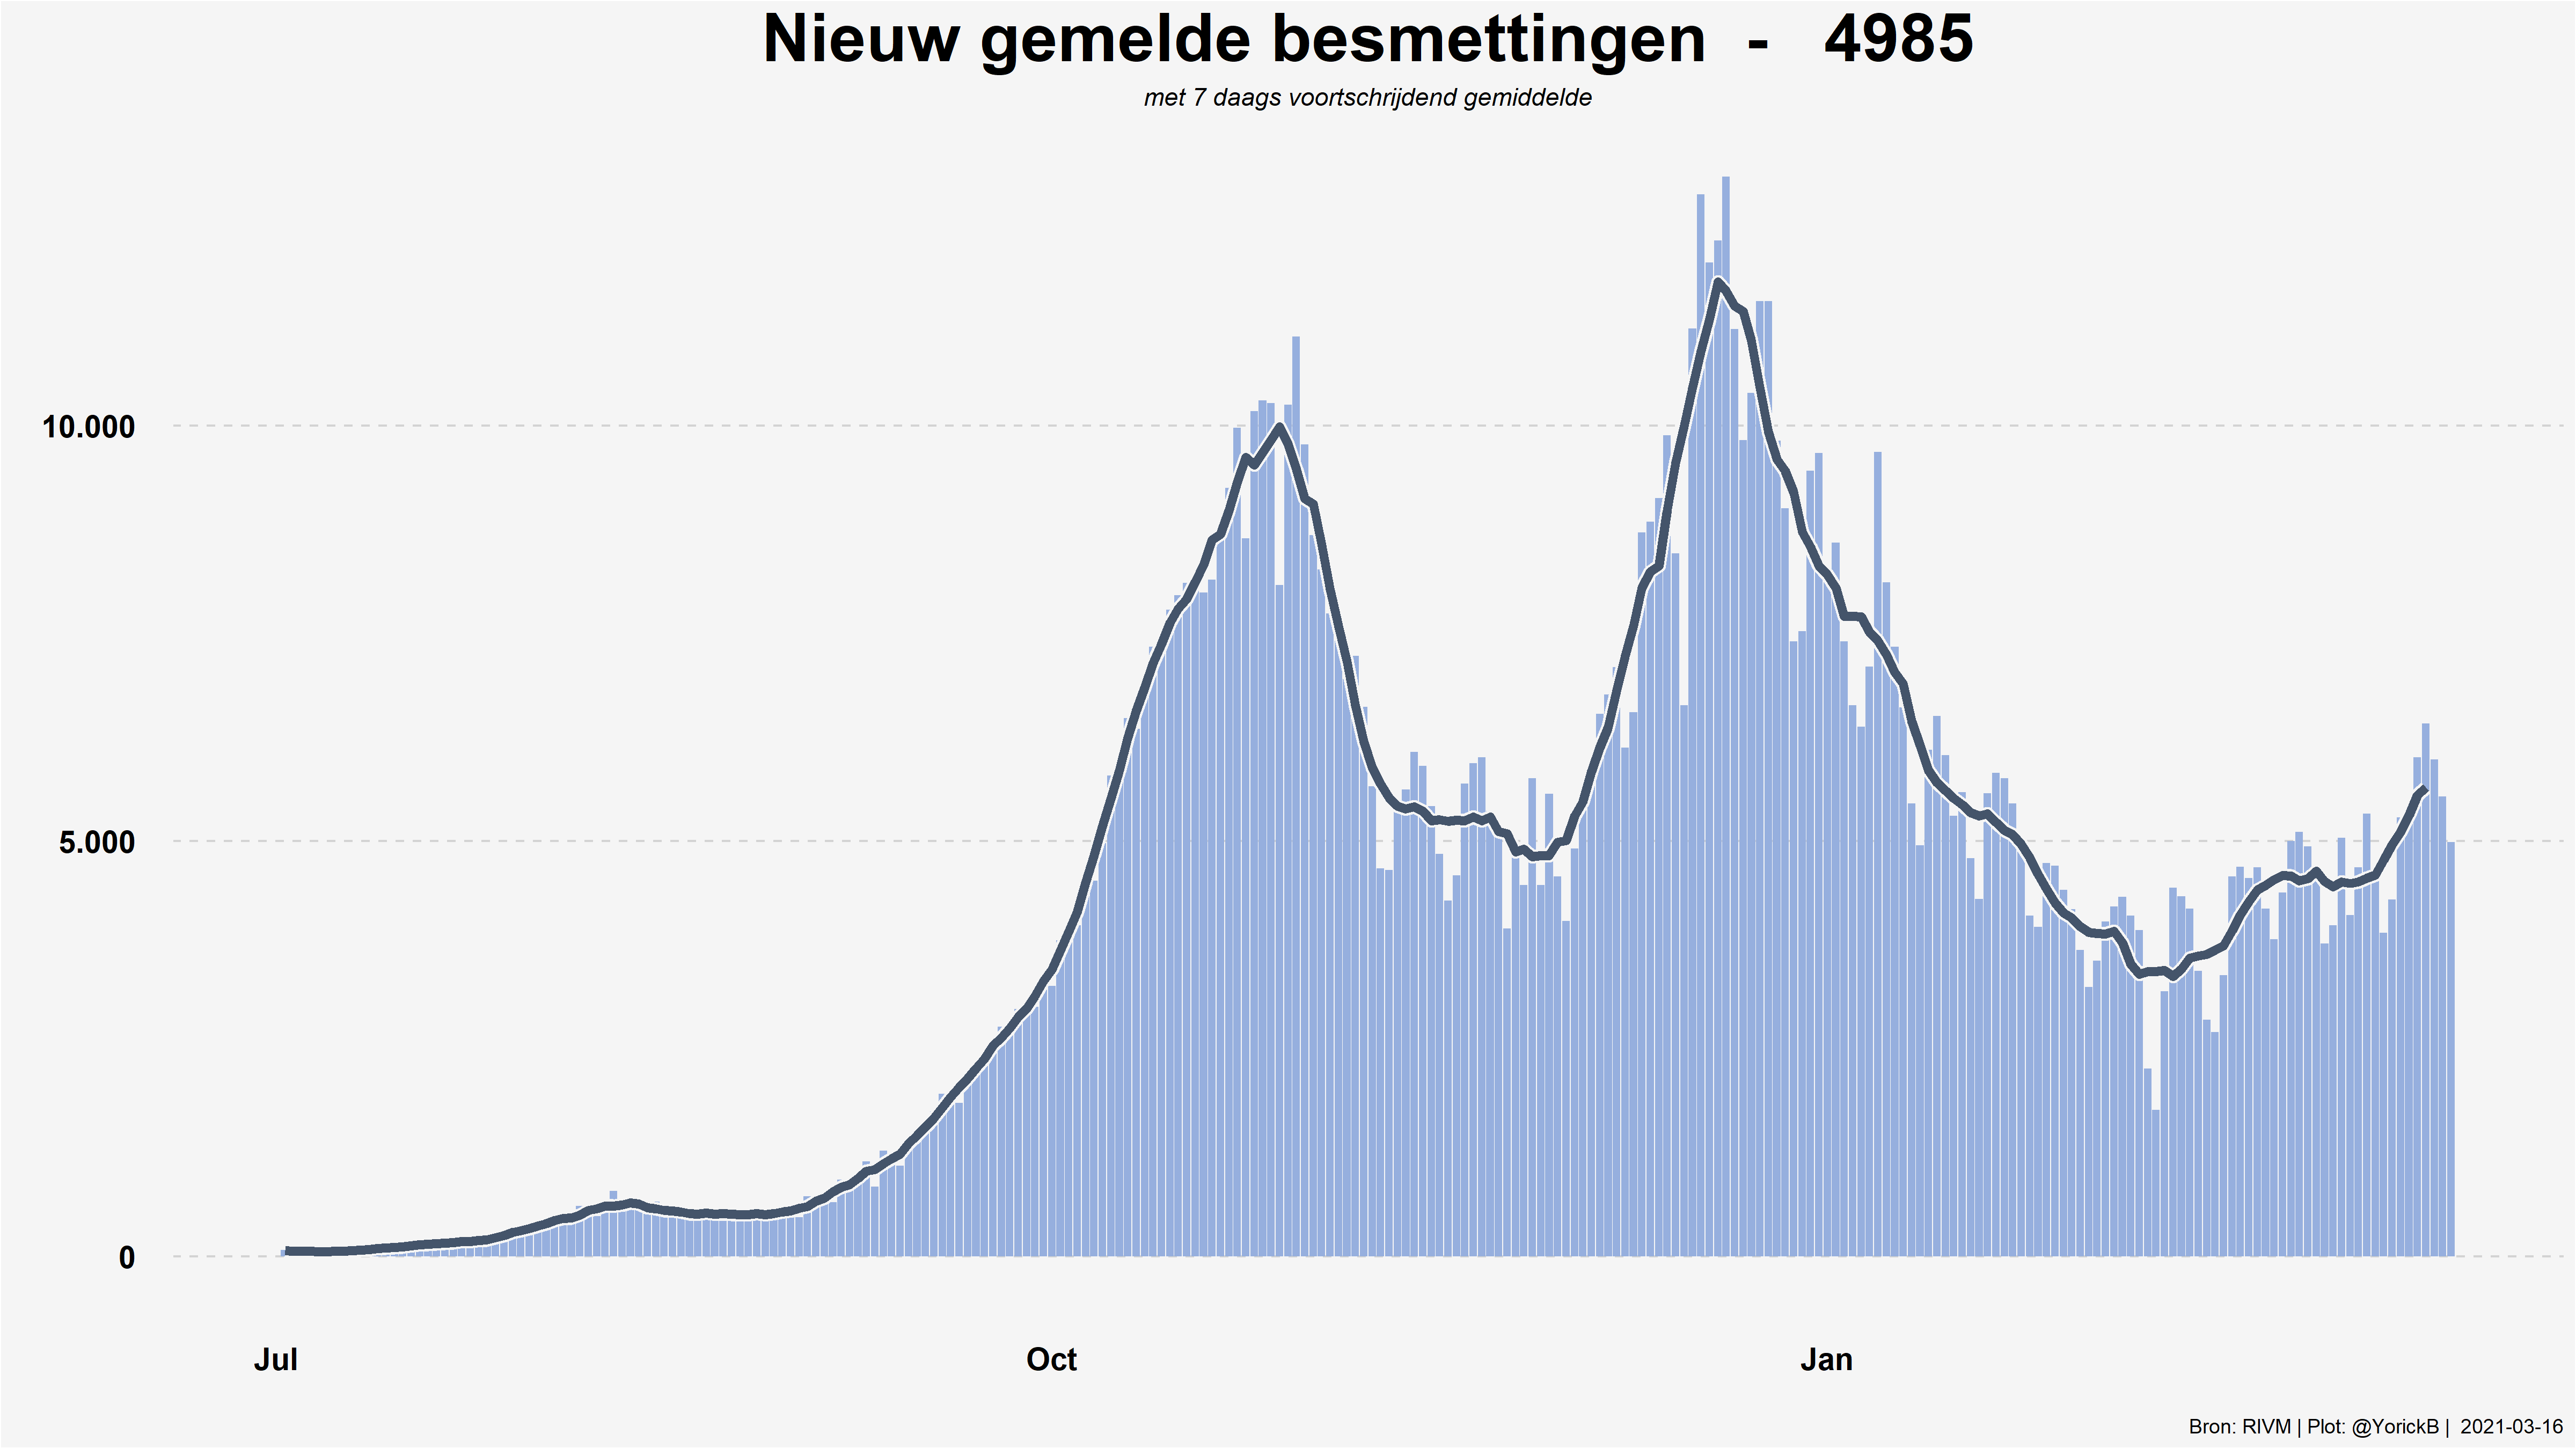 Nieuw gemelde besmettingen - 4985
met 7 daags voortschrijdend gemiddelde
10.000
5.000
0
Jul Oct Jan
Bron: RIVM | Plot: @YorickB | 2021-03-16